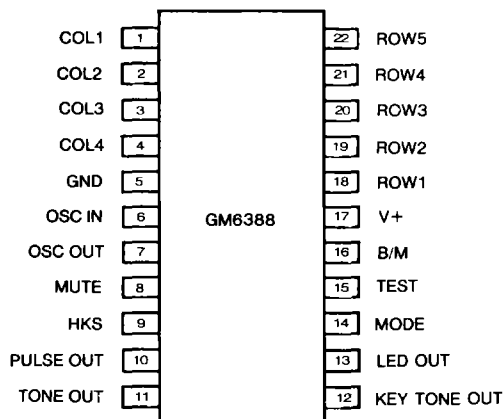 COL1 1 22 ROW5
COL2 2 21 ROW4
COL3 3 20 ROW3
COL4 4 19 ROW2
GND 5 18 ROW1
OSC IN 6 GM6388 17 V+
OSC OUT 7 16 B/M
MUTE 8 15 TEST
HKS 9 14 MODE
PULSE OUT 10 13 LED OUT
TONE OUT 11 12 KEY TONE OUT